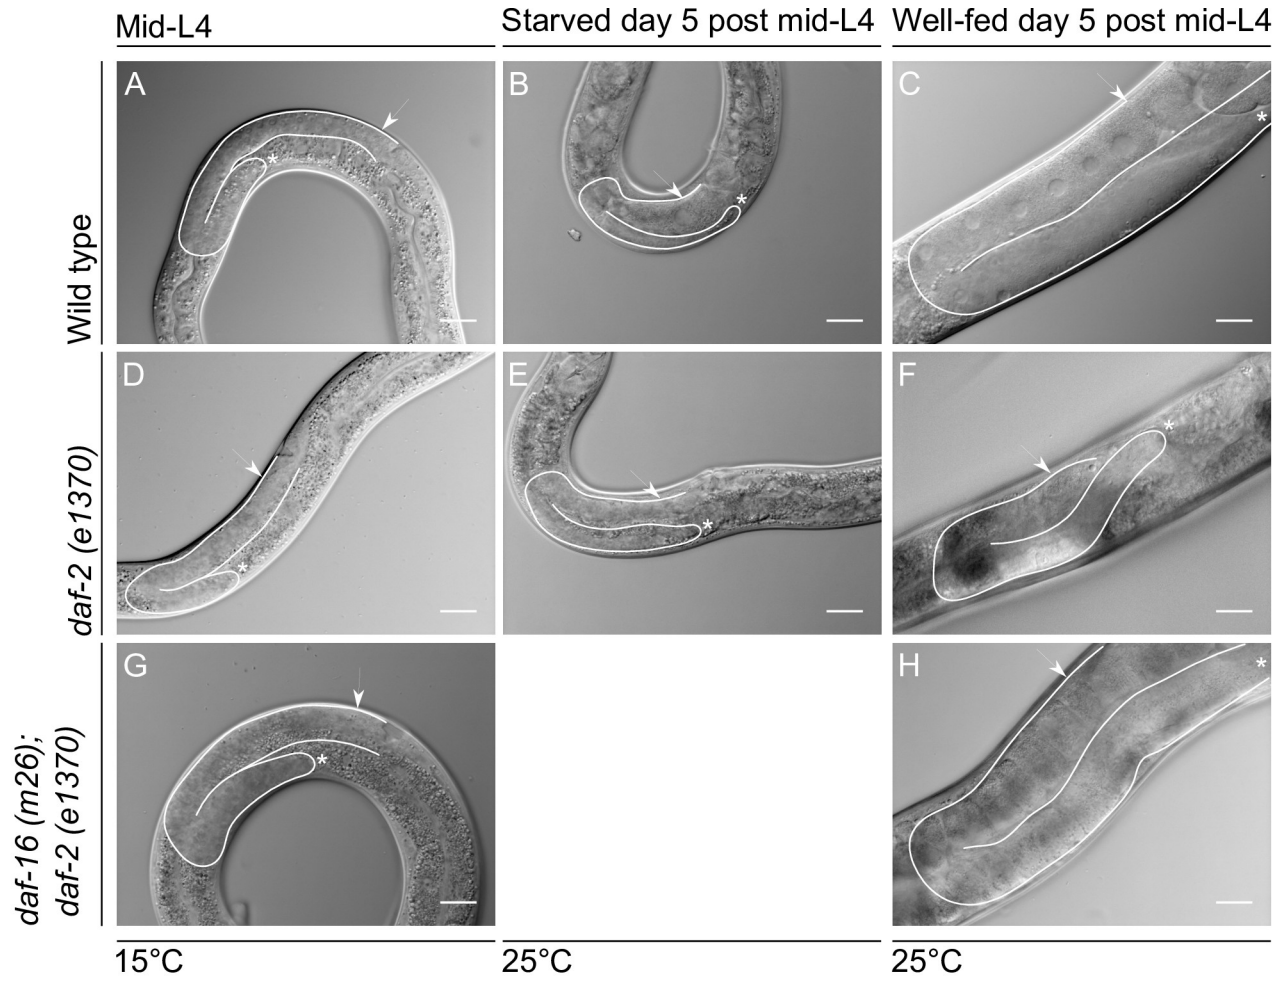 Mid-L4
Starved day 5 post mid-L4
Well-fed day 5 post mid-L4
Wild type
A
*
B
*
C
*
daf-2 (e1370)
D
*
E
*
F
*
daf-16 (m26);
daf-2 (e1370)
G
*
H
*
15°C
25°C
25°C